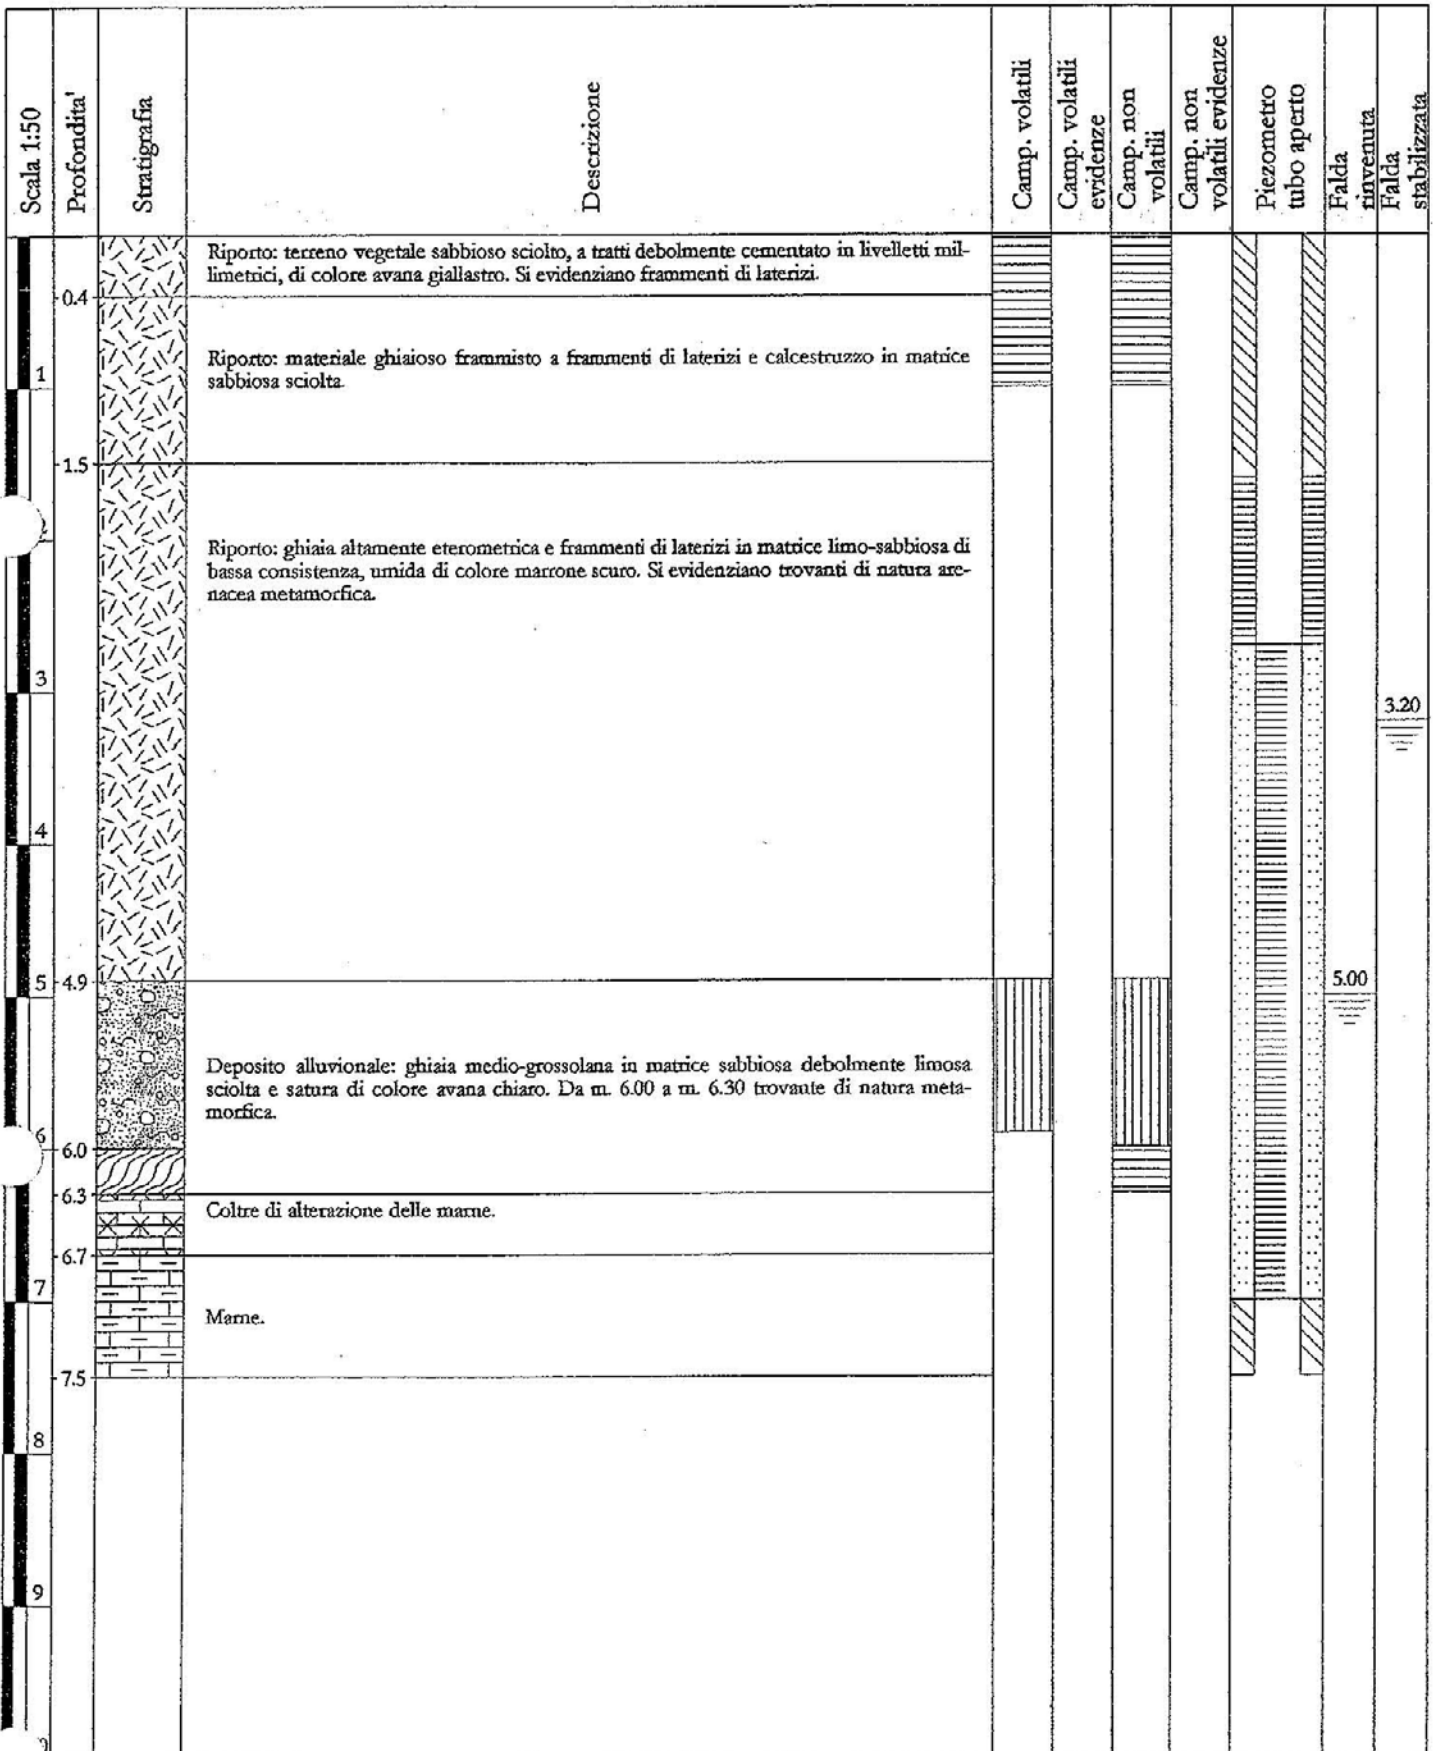 Scala 1:50
Profondita'
Stratigrafia
Descrizione
Camp. volatili
Camp. volatili
evidenze
Camp. non
volatili
Camp. non
volatili evidenze
Piezometro
tubo aperto
Falda
rinvenuta
Falda
stabilizzata
Riporto: terreno vegetale sabbioso sciolto, a tratti debolmente cementato in livelletti mil-
limetrici, di colore avana giallastro. Si evidenziano frammenti di laterizi.
0.4
Riporto: materiale ghiaioso frammisto a frammenti di laterizi e calcestruzzo in matrice
sabbiosa sciolta.
1
1.5
2
Riporto: ghiaia altamente eterometrica e frammenti di laterizi in matrice limo-sabbiosa di
bassa consistenza, umida di colore marrone scuro. Si evidenziano trovanti di natura are-
nacea metamorfica.
3
3.20
4
5
4.9
5.00
Deposito alluvionale: ghiaia medio-grossolana in matrice sabbiosa debolmente limosa
sciolta e satura di colore avana chiaro. Da m. 6.00 a m. 6.30 trovante di natura meta-
morfica.
6
6.0
6.3
Coltre di alterazione delle marne.
6.7
7
Marne.
7.5
8
9